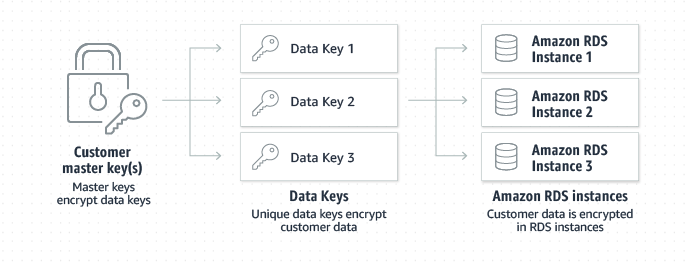 Customer
master key(s)
Master keys
encrypt data keys
Data Key 1
Data Key 2
Data Key 3
Data Keys
Unique data keys encrypt
customer data
Amazon RDS
Instance 1
Amazon RDS
Instance 2
Amazon RDS
Instance 3
Amazon RDS instances
Customer data is encrypted
in RDS instances